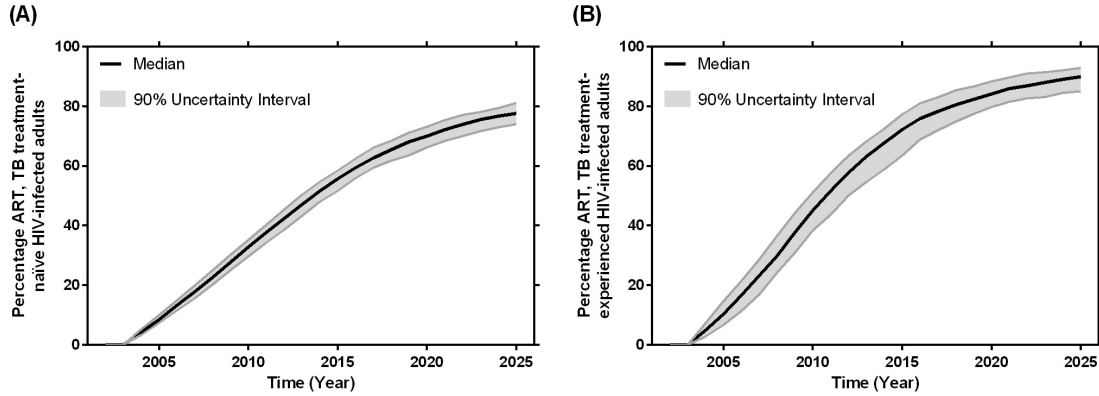 (A)
Percentage ART, TB treatment-
naïve HIV-infected adults
100
80
60
40
20
0
Median
90% Uncertainty Interval
2005 2010 2015 2020 2025
Time (Year)
(B)
Percentage ART, TB treatment-
experienced HIV-infected adults
100
80
60
40
20
0
Median
90% Uncertainty Interval
2005 2010 2015 2020 2025
Time (Year)